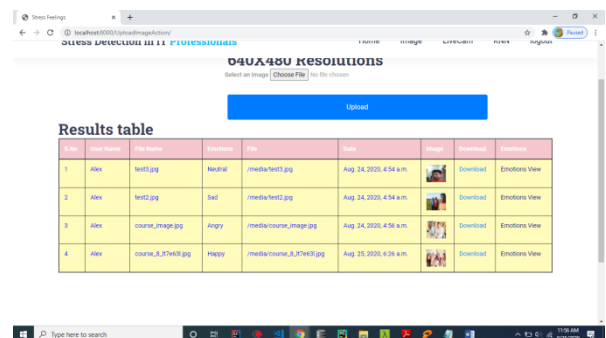 Stress Feelings
localhost:8000/UploadImageAction/
Paused
Stress Detection in IT Professionals Home Image LiveCam KNN logout
640X480 Resolutions
Select an Image Choose File No file chosen
Upload
Results table
S.No User Name File Name Emotions File Date Image Download Emotions
1 Alex test3.jpg Neutral /media/test3.jpg Aug. 24, 2020, 4:54 a.m. Download Emotions View
2 Alex test2.jpg Sad /media/test2.jpg Aug. 24, 2020, 4:54 a.m. Download Emotions View
3 Alex course_image.jpg Angry /media/course_image.jpg Aug. 24, 2020, 4:56 a.m. Download Emotions View
4 Alex course_8_lt7e63l.jpg Happy /media/course_8_lt7e63l.jpg Aug. 25, 2020, 6:26 a.m. Download Emotions View
Type here to search
11:56 AM